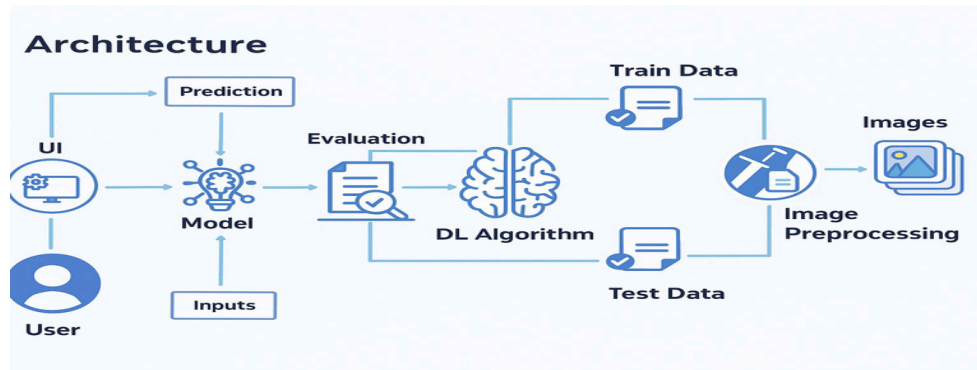 Architecture
Prediction
Train Data
UI
Evaluation
Images
Model
DL Algorithm
Image
Preprocessing
User
Inputs
Test Data